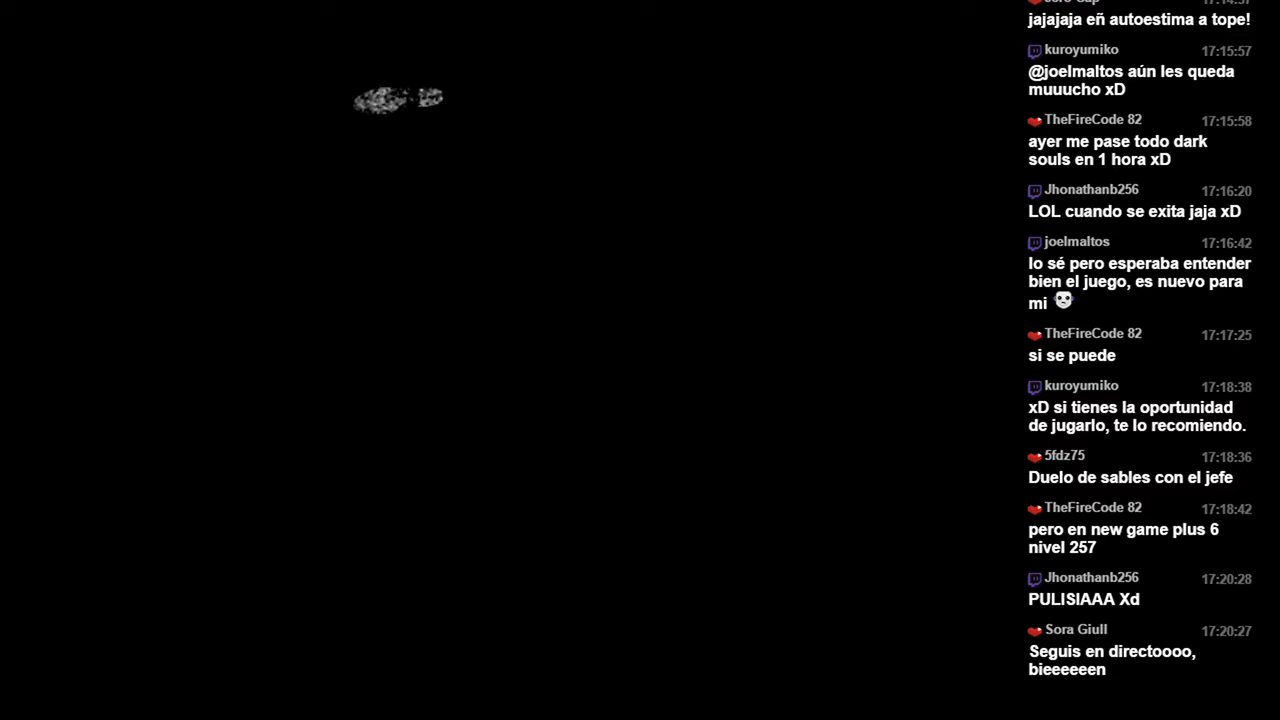 17:14:57
jajajaja eñ autoestima a tope!
kuroyumiko 17:15:57
@joelmaltos aún les queda
muuucho xD
TheFireCode 82 17:15:58
ayer me pase todo dark
souls en 1 hora xD
Jhonathanb256 17:16:20
LOL cuando se exita jaja xD
joelmaltos 17:16:42
lo sé pero esperaba entender
bien el juego, es nuevo para
mi
TheFireCode 82 17:17:25
si se puede
kuroyumiko 17:18:38
xD si tienes la oportunidad
de jugarlo, te lo recomiendo.
5fdz75 17:18:36
Duelo de sables con el jefe
TheFireCode 82 17:18:42
pero en new game plus 6
nivel 257
Jhonathanb256 17:20:28
PULISIAAA Xd
Sora Giull 17:20:27
Seguis en directoooo,
bieeeeeen